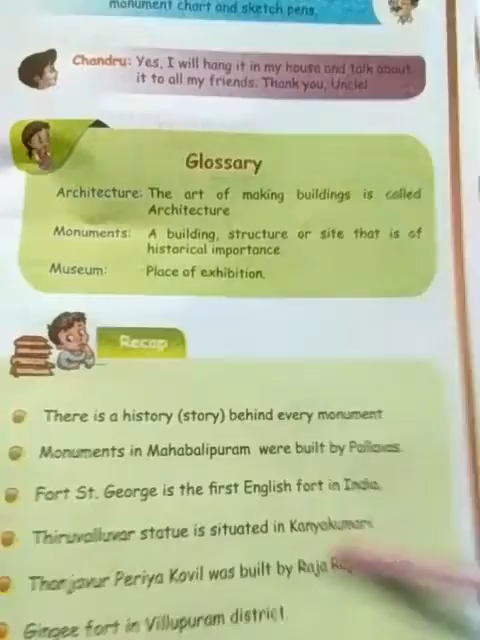 monument chart and sketch pens.
Chandru: Yes, I will hang it in my house and talk about
it to all my friends. Thank you, Uncle!
Glossary
Architecture: The art of making buildings is called
Architecture
Monuments: A building, structure or site that is of
historical importance
Museum: Place of exhibition.
Recap
There is a history (story) behind every monument
Monuments in Mahabalipuram were built by Pallavas.
Fort St. George is the first English fort in India.
Thiruvalluvar statue is situated in Kanyakumari
Thanjavur Periya Kovil was built by Raja
Gingee fort in Villupuram district.